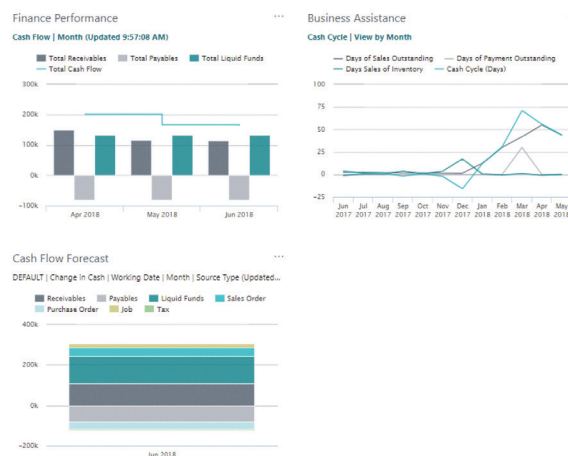 Finance Performance
...
Cash Flow | Month (Updated 9:57:08 AM)
Total Receivables Total Payables Total Liquid Funds
Total Cash Flow
300k
200k
100k
0k
-100k
Apr 2018 May 2018 Jun 2018
Business Assistance
Cash Cycle | View by Month
Days of Sales Outstanding Days of Payment Outstanding
Days Sales of Inventory Cash Cycle (Days)
100
75
50
25
0
-25
Jun Jul Aug Sep Oct Nov Dec Jan Feb Mar Apr May
2017 2017 2017 2017 2017 2017 2017 2018 2018 2018 2018 2018
Cash Flow Forecast
...
DEFAULT | Change in Cash | Working Date | Month | Source Type (Updated...
Receivables Payables Liquid Funds Sales Order
Purchase Order Job Tax
400k
200k
0k
-200k
Jun 2018